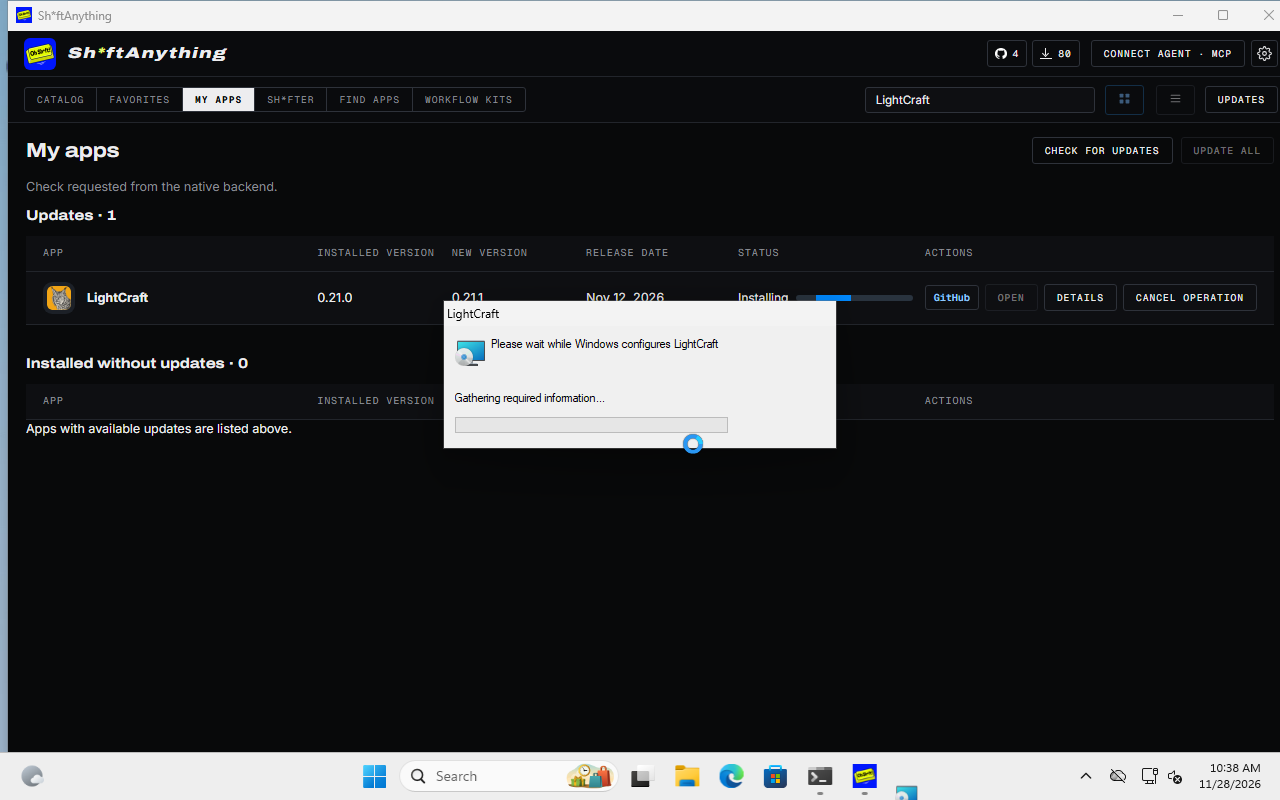 Sh*ftAnything
Oh Sh*ft!
Sh*ftAnything
4
80
CONNECT AGENT · MCP
CATALOG
FAVORITES
MY APPS
SH*FTER
FIND APPS
WORKFLOW KITS
LightCraft
UPDATES
My apps
CHECK FOR UPDATES
UPDATE ALL
Check requested from the native backend.
Updates · 1
APP
INSTALLED VERSION
NEW VERSION
RELEASE DATE
STATUS
ACTIONS
LightCraft
0.21.0
0.21.1
Nov 12, 2026
Installing
GitHub
OPEN
DETAILS
CANCEL OPERATION
LightCraft
Please wait while Windows configures LightCraft
Gathering required information...
Installed without updates · 0
APP
INSTALLED VERSION
ACTIONS
Apps with available updates are listed above.
Search
10:38 AM
11/28/2026